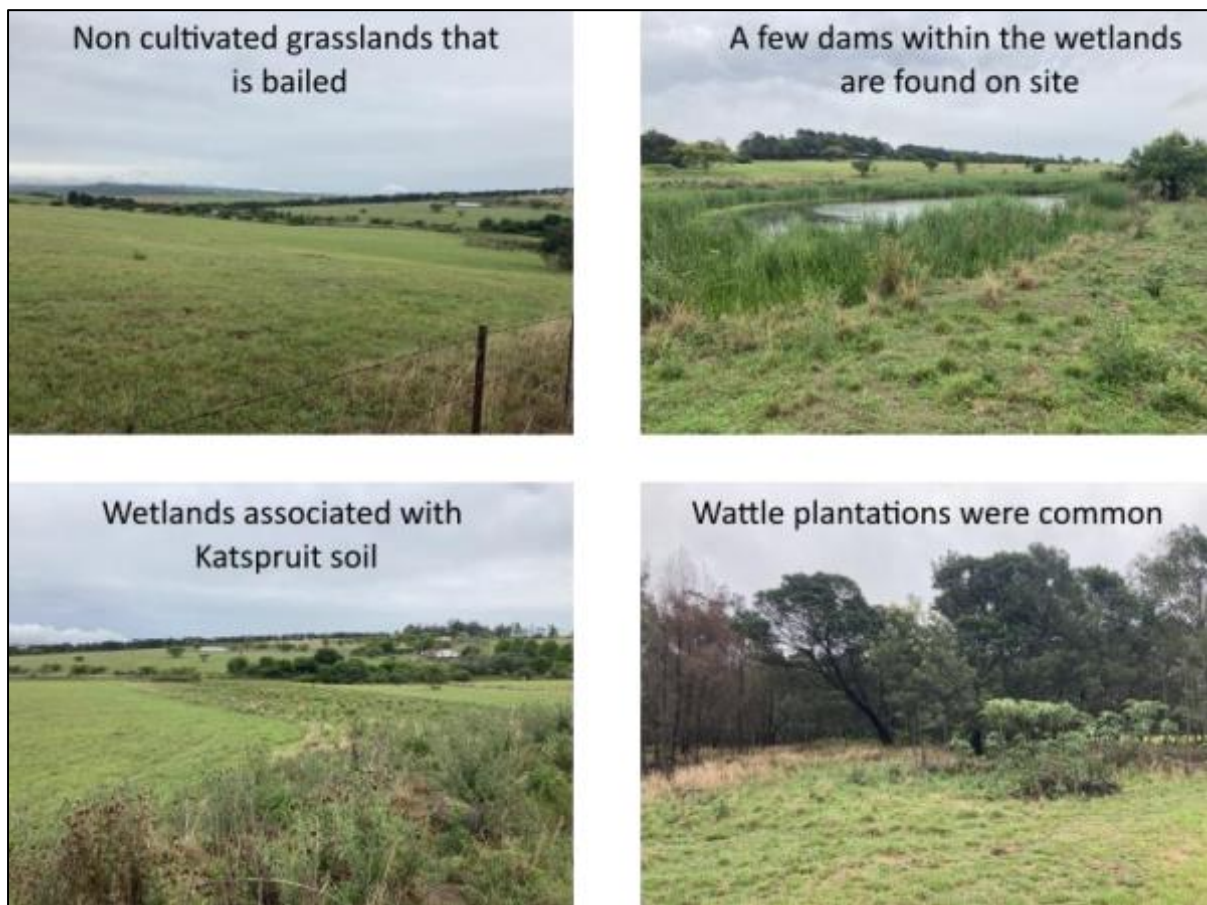 Non cultivated grasslands that
is bailed
A few dams within the wetlands
are found on site
Wetlands associated with
Katspruit soil
Wattle plantations were common